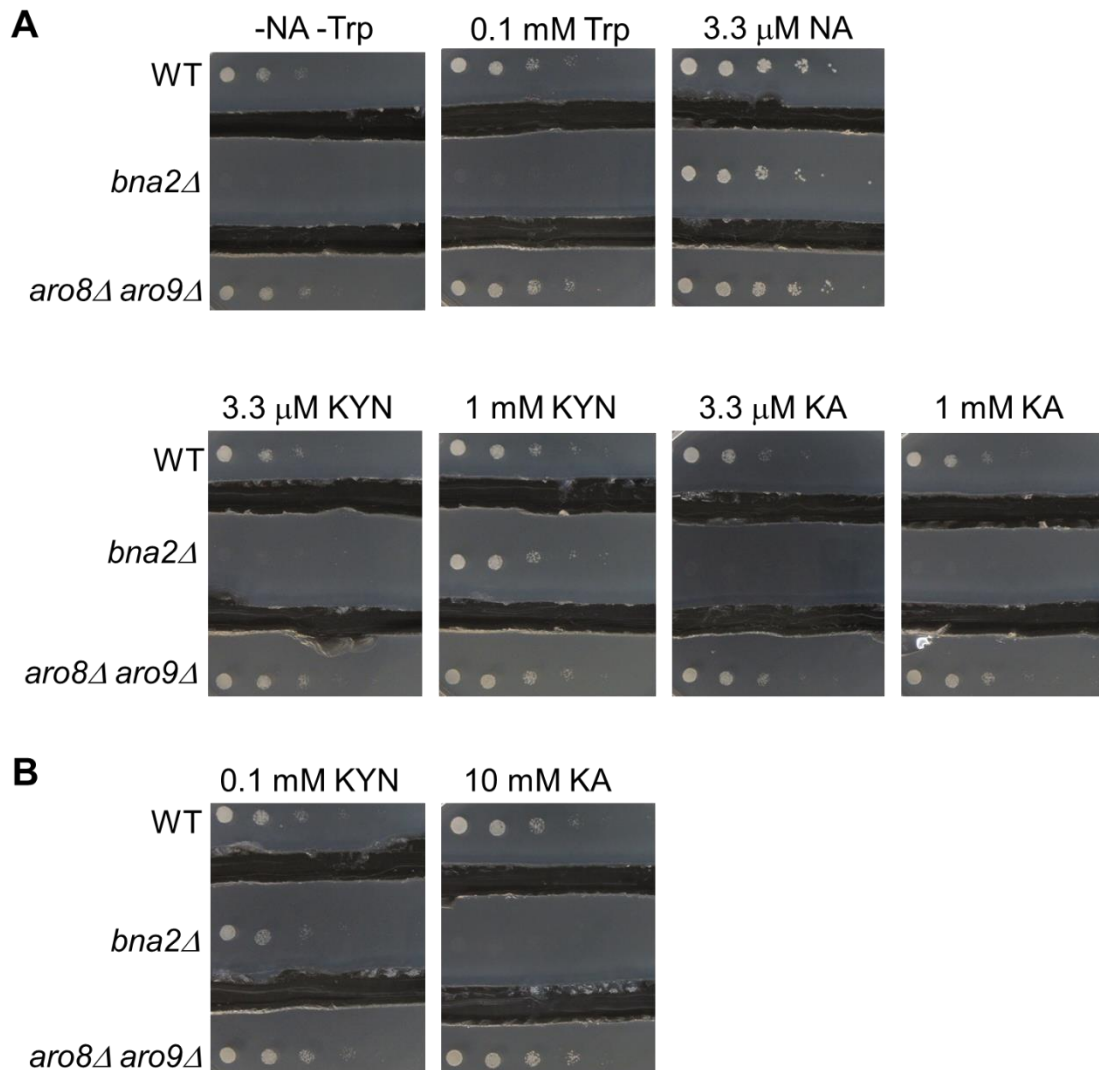 A
-NA -Trp 0.1 mM Trp 3.3 μM NA
WT
bna2Δ
aro8Δ aro9Δ
3.3 μM KYN 1 mM KYN 3.3 μM KA 1 mM KA
WT
bna2Δ
aro8Δ aro9Δ
B
0.1 mM KYN 10 mM KA
WT
bna2Δ
aro8Δ aro9Δ